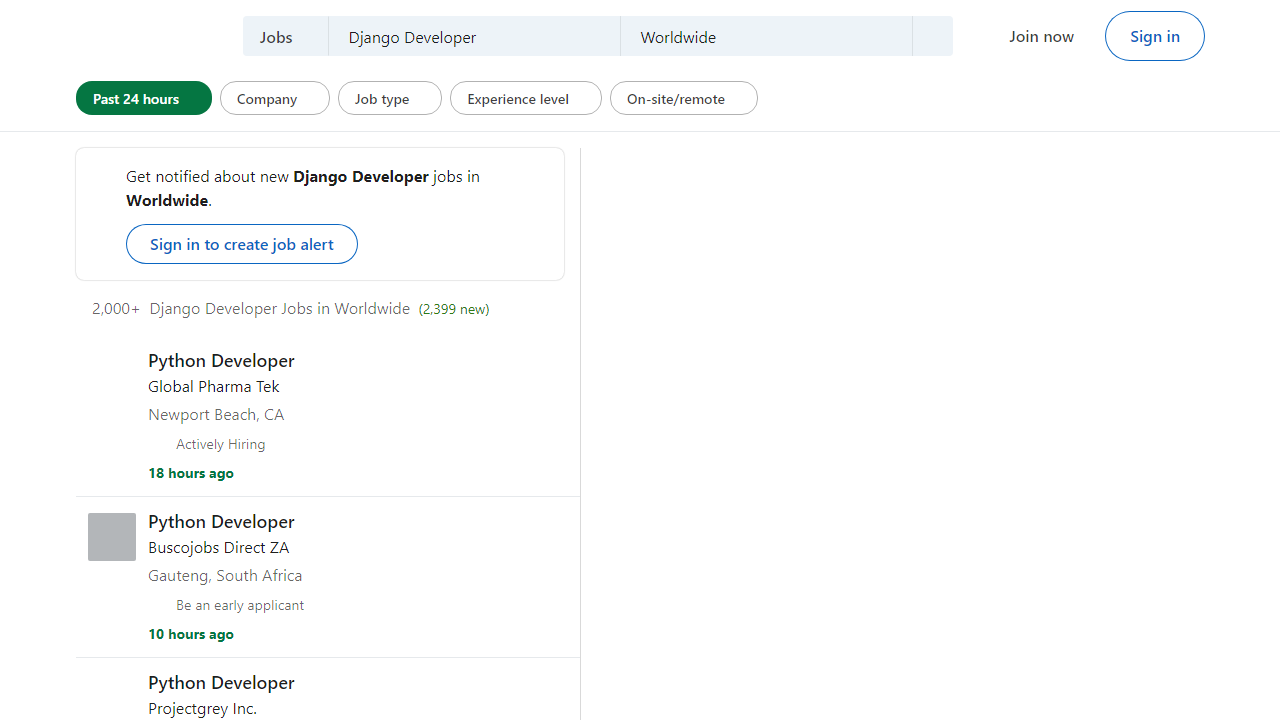 Jobs
Django Developer
Worldwide
Join now
Sign in
Past 24 hours
Company
Job type
Experience level
On-site/remote
Get notified about new Django Developer jobs in
Worldwide.
Sign in to create job alert
2,000+ Django Developer Jobs in Worldwide (2,399 new)
Python Developer
Global Pharma Tek
Newport Beach, CA
Actively Hiring
18 hours ago
Python Developer
Buscojobs Direct ZA
Gauteng, South Africa
Be an early applicant
10 hours ago
Python Developer
Projectgrey Inc.